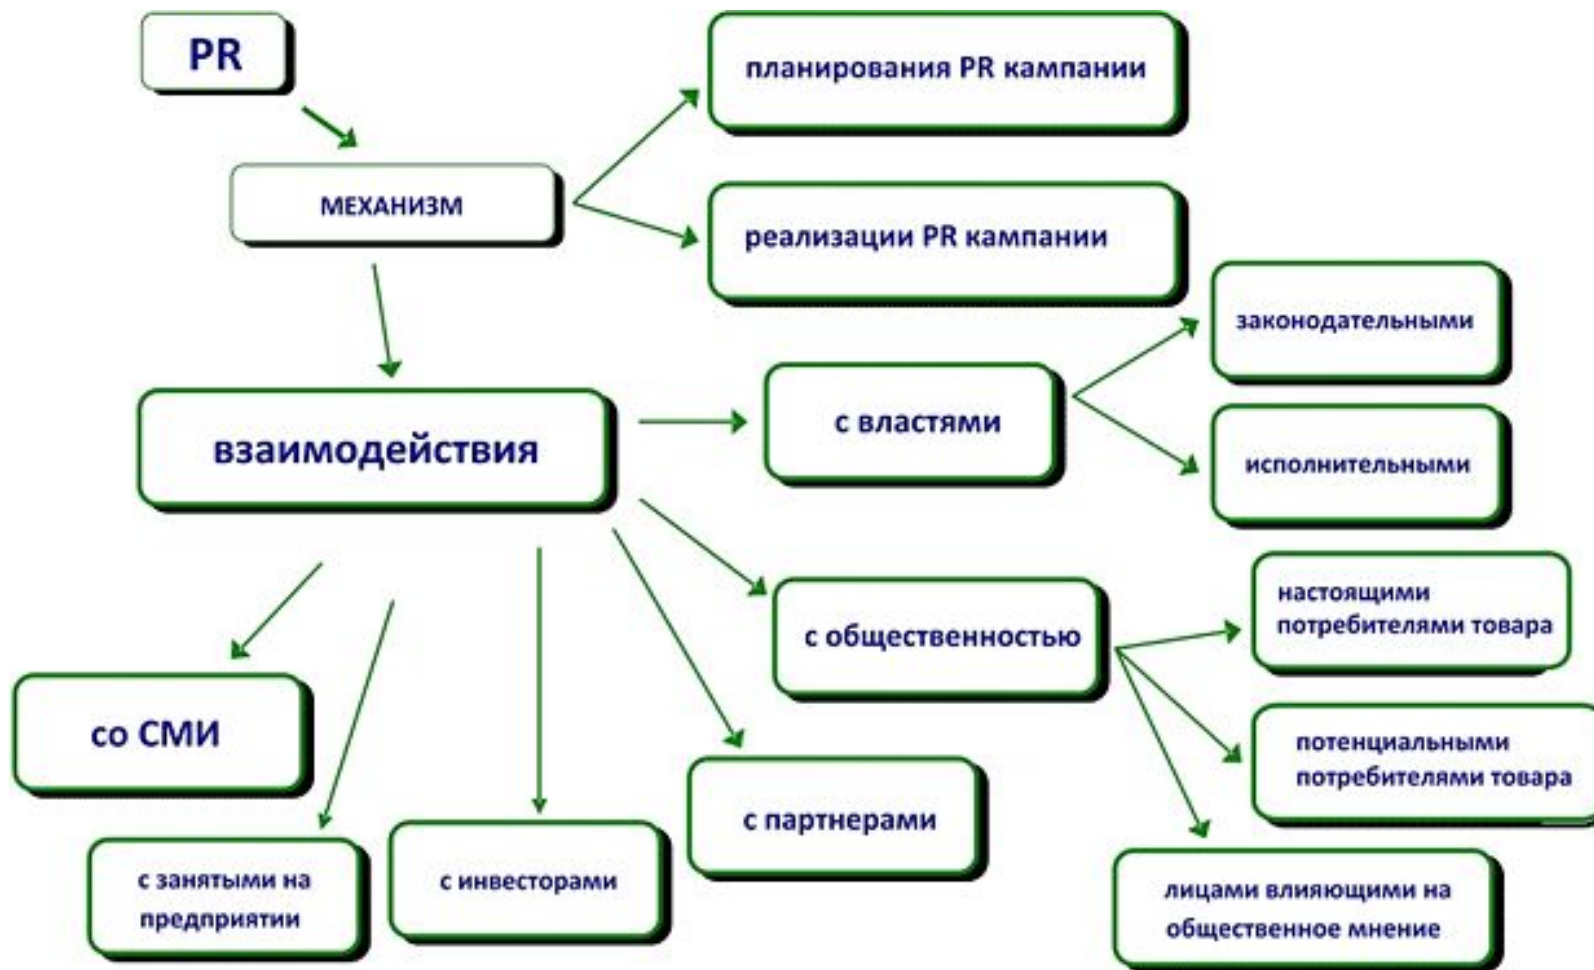 PR
планирования PR кампании
МЕХАНИЗМ
реализации PR кампании
законодательными
с властями
взаимодействия
исполнительными
настоящими
потребителями товара
с общественностью
со СМИ
потенциальными
потребителями товара
с партнерами
с занятыми на
предприятии
с инвесторами
лицами влияющими на
общественное мнение